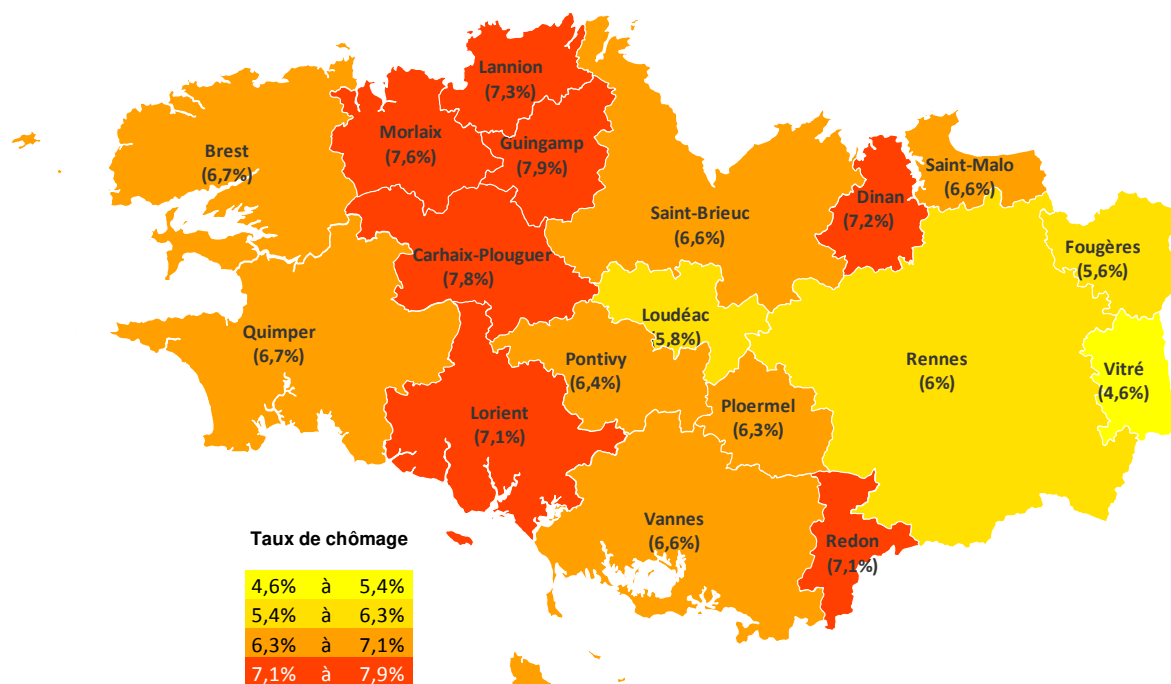 Lannion
(7,3%)
Morlaix
(7,6%)
Guingamp
(7,9%)
Brest
(6,7%)
Saint-Malo
(6,6%)
Dinan
(7,2%)
Saint-Brieuc
(6,6%)
Fougères
(5,6%)
Carhaix-Plouguer
(7,8%)
Loudéac
(5,8%)
Quimper
(6,7%)
Pontivy
(6,4%)
Rennes
(6%)
Vitré
(4,6%)
Ploermel
(6,3%)
Lorient
(7,1%)
Vannes
(6,6%)
Redon
(7,1%)
Taux de chômage
4,6% à 5,4%
5,4% à 6,3%
6,3% à 7,1%
7,1% à 7,9%